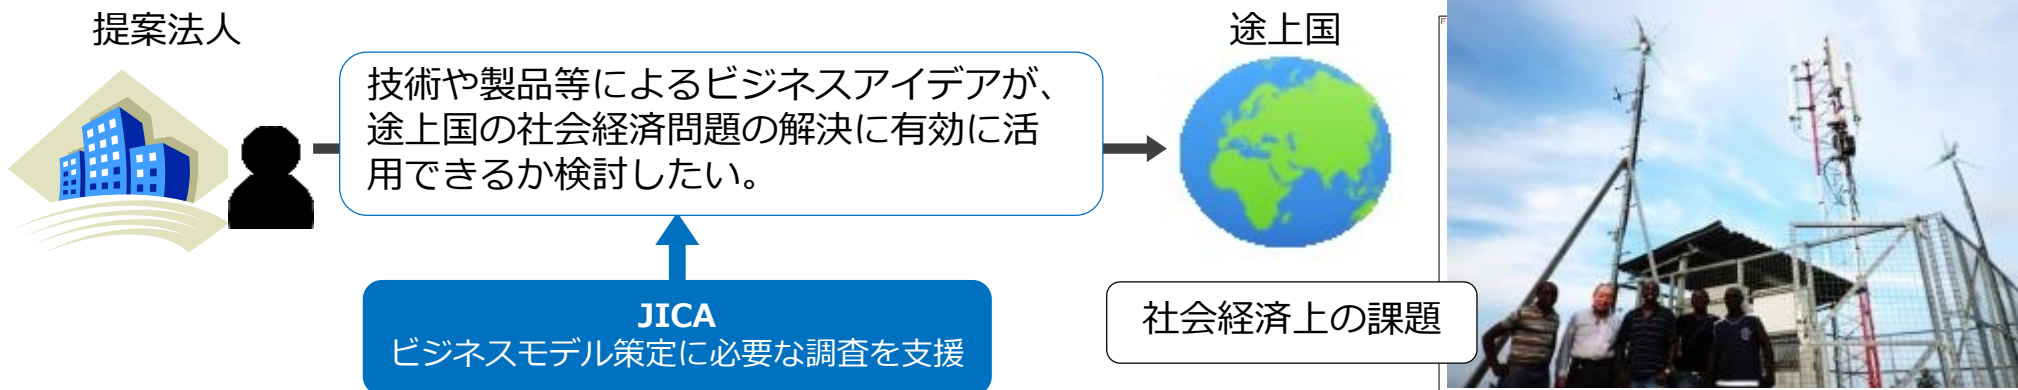 提案法人
技術や製品等によるビジネスアイデアが、
途上国の社会経済問題の解決に有効に活
用できるか検討したい。
JICA
ビジネスモデル策定に必要な調査を支援
途上国
社会経済上の課題